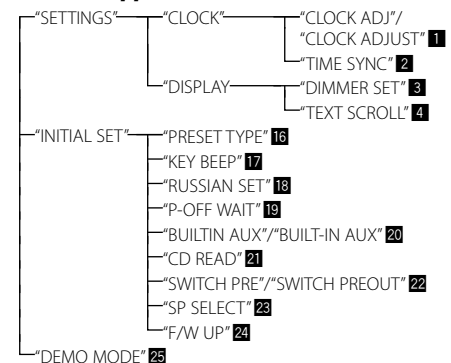 "SETTINGS" "CLOCK" "CLOCK ADJ"/
"CLOCK ADJUST" 1
"TIME SYNC" 2
"DISPLAY "DIMMER SET" 3
"TEXT SCROLL" 4
"INITIAL SET" "PRESET TYPE" 16
"KEY BEEP" 17
"RUSSIAN SET" 18
"P-OFF WAIT" 19
"BUILTIN AUX"/"BUILT-IN AUX" 20
"CD READ" 21
"SWITCH PRE"/"SWITCH PREOUT" 22
"SP SELECT" 23
"F/W UP" 24
"DEMO MODE" 25